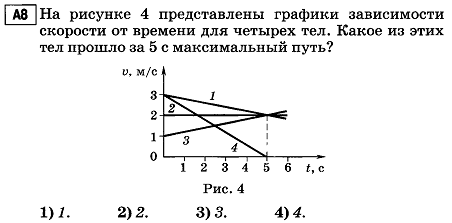 А8 На рисунке 4 представлены графики зависимости
скорости от времени для четырех тел. Какое из этих
тел прошло за 5 с максимальный путь?
v, м/с
3
2
1
0
1
2
3
4
1 2 3 4 5 6 t, с
Рис. 4
1) 1. 2) 2. 3) 3. 4) 4.